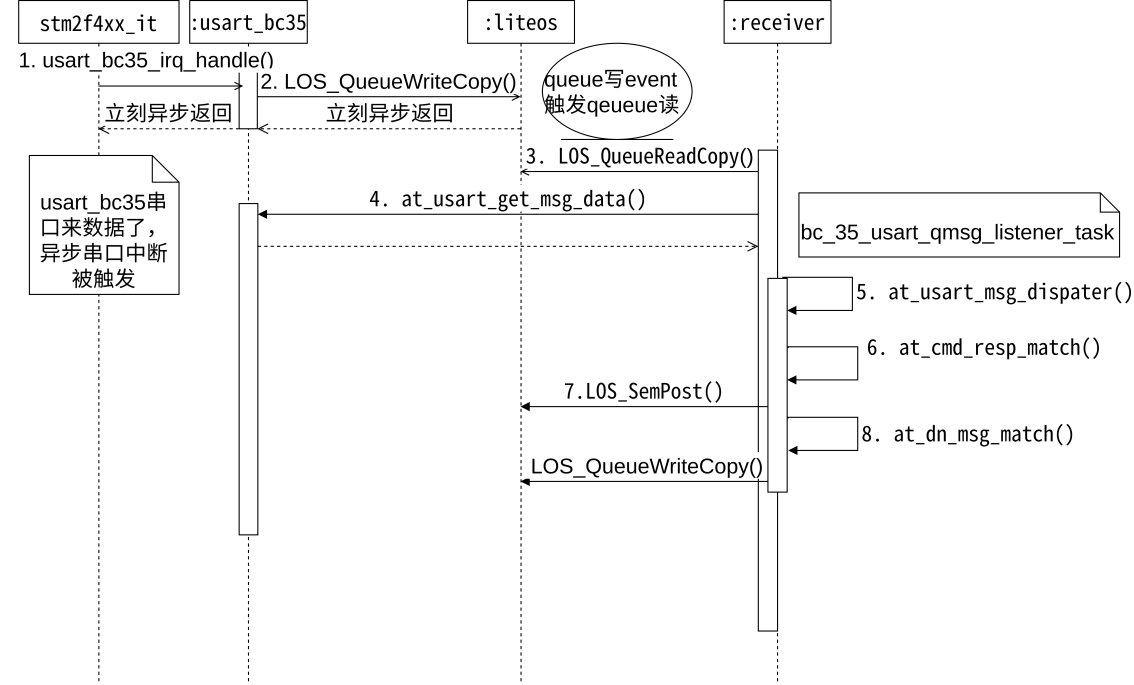 stm2f4xx_it
:usart_bc35
:liteos
:receiver
1. usart_bc35_irq_handle()
2. LOS_QueueWriteCopy()
queue写event
触发qeueue读
立刻异步返回
立刻异步返回
3. LOS_QueueReadCopy()
usart_bc35串
口来数据了，
异步串口中断
被触发
4. at_usart_get_msg_data()
bc_35_usart_qmsg_listener_task
5. at_usart_msg_dispater()
6. at_cmd_resp_match()
7.LOS_SemPost()
8. at_dn_msg_match()
LOS_QueueWriteCopy()